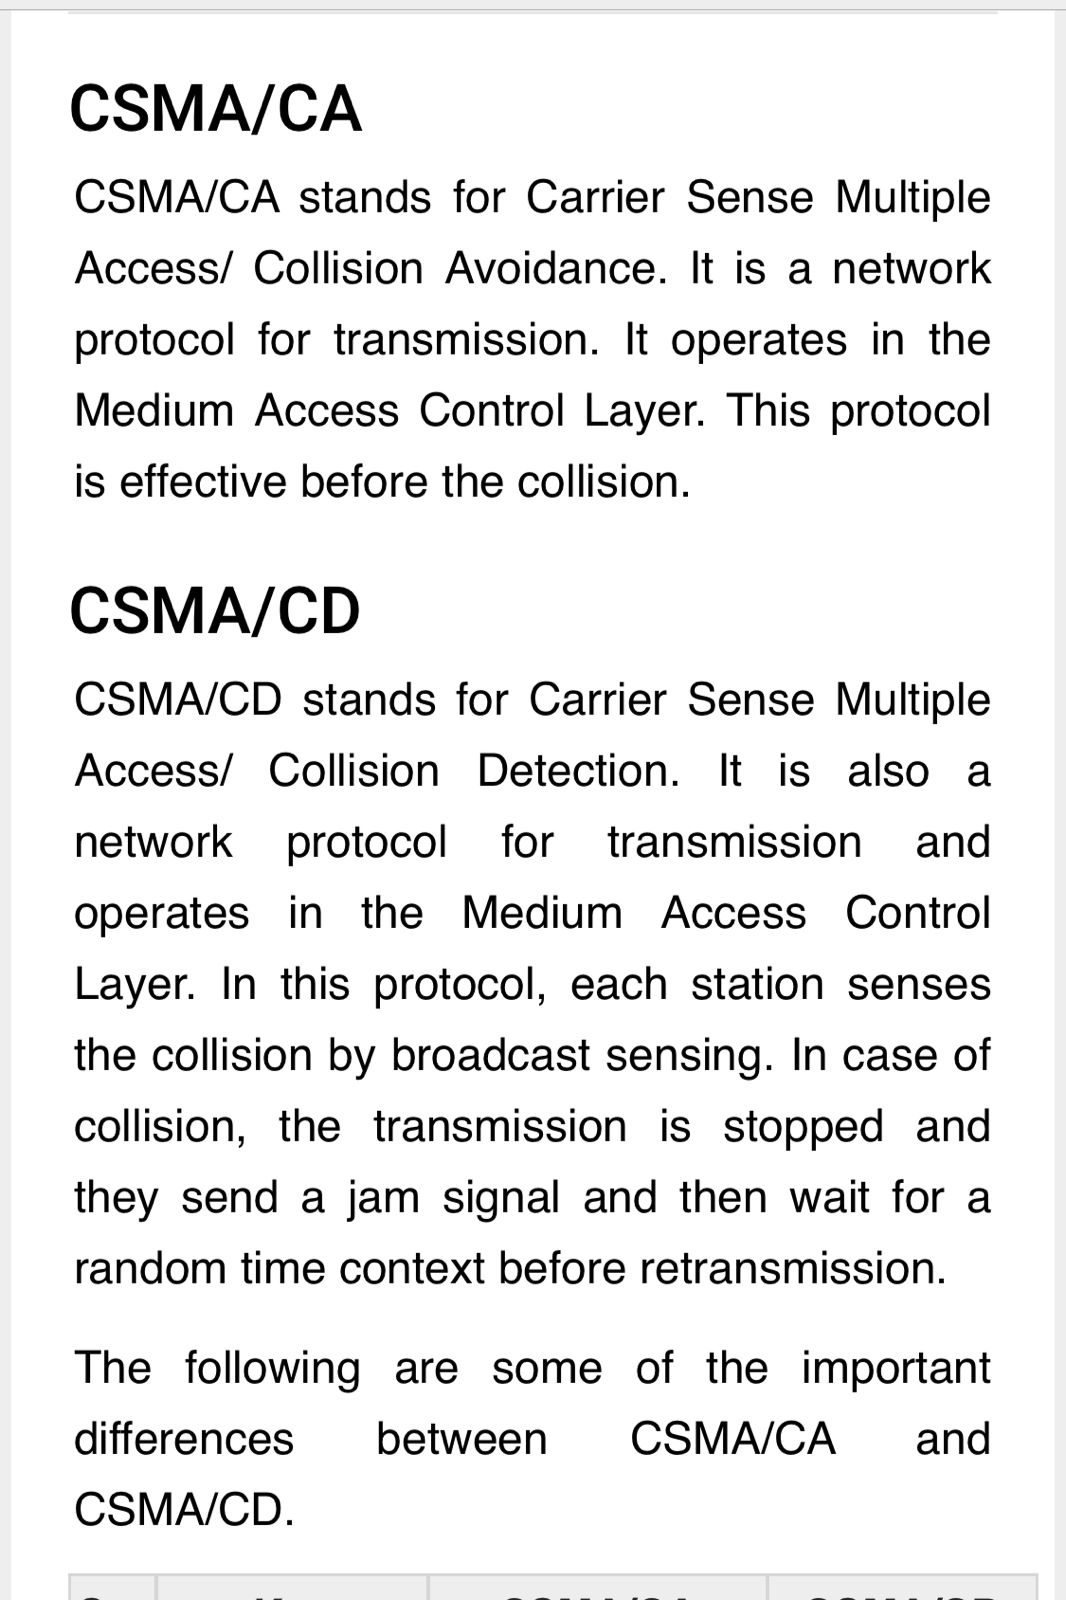 CSMA/CA
CSMA/CA stands for Carrier Sense Multiple
Access/ Collision Avoidance. It is a network
protocol for transmission. It operates in the
Medium Access Control Layer. This protocol
is effective before the collision.
CSMA/CD
CSMA/CD stands for Carrier Sense Multiple
Access/ Collision Detection. It is also a
network protocol for transmission and
operates in the Medium Access Control
Layer. In this protocol, each station senses
the collision by broadcast sensing. In case of
collision, the transmission is stopped and
they send a jam signal and then wait for a
random time context before retransmission.
The following are some of the important
differences between CSMA/CA and
CSMA/CD.